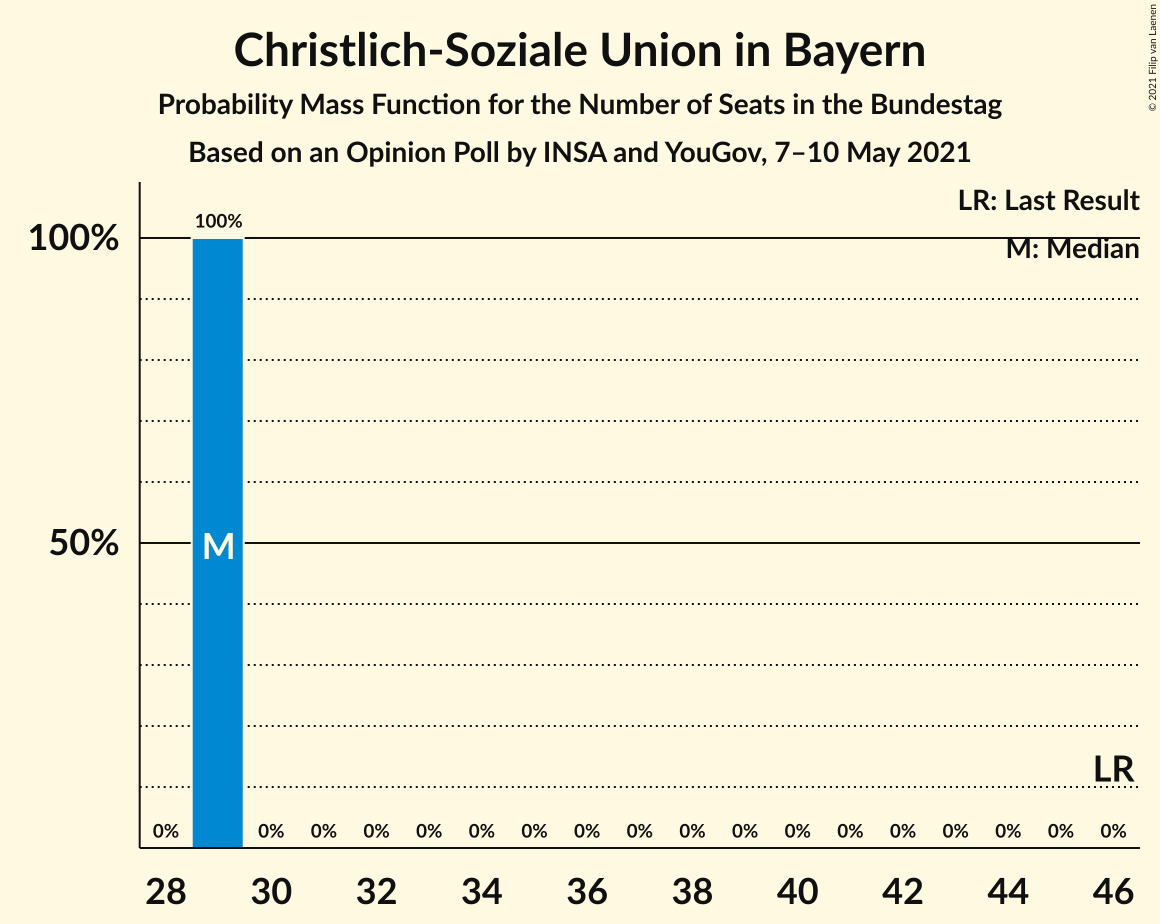 Christlich-Soziale Union in Bayern
Probability Mass Function for the Number of Seats in the Bundestag
Based on an Opinion Poll by INSA and YouGov, 7–10 May 2021
© 2021 Filip van Laenen
LR: Last Result
M: Median
100%
100%
50%
M
LR
0% 0% 0% 0% 0% 0% 0% 0% 0% 0% 0% 0% 0% 0% 0% 0% 0% 0%
28 30 32 34 36 38 40 42 44 46